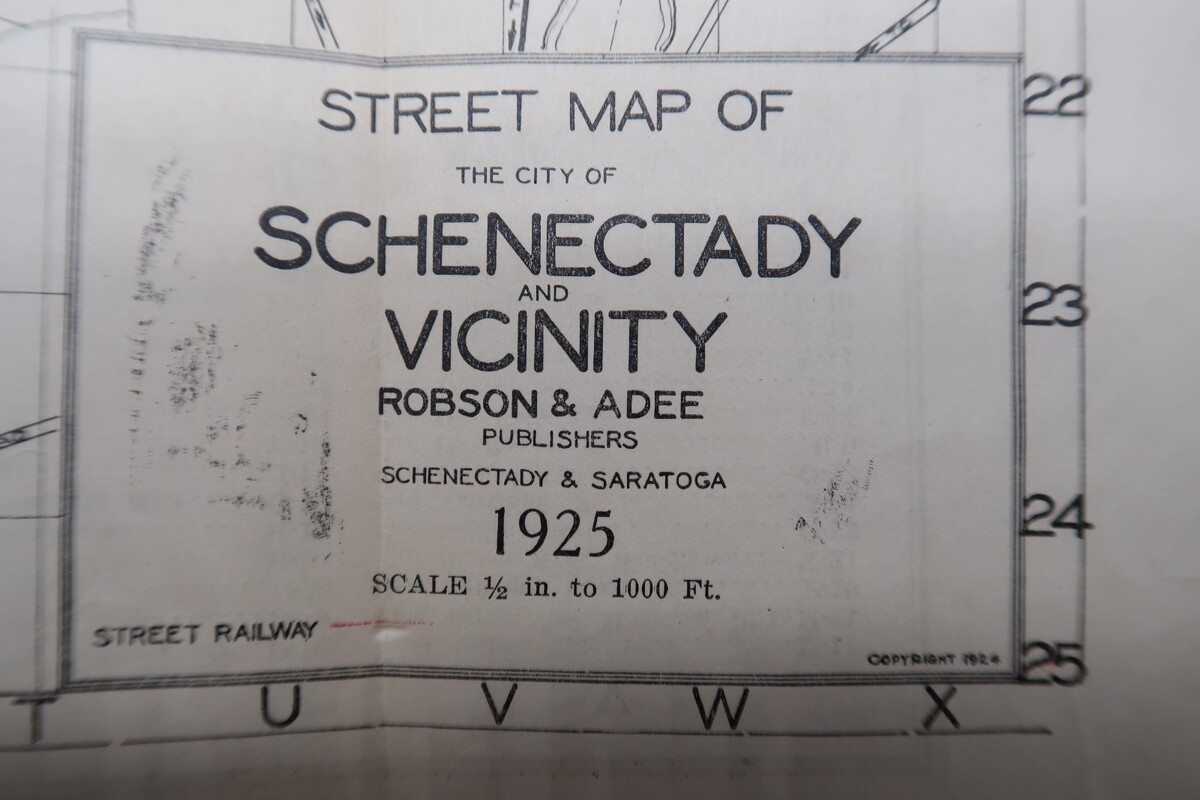 STREET MAP OF
THE CITY OF
SCHENECTADY
AND
VICINITY
ROBSON & ADEE
PUBLISHERS
SCHENECTADY & SARATOGA
1925
SCALE ½ in. to 1000 Ft.
STREET RAILWAY
COPYRIGHT 1924
22
23
24
25
T U V W X